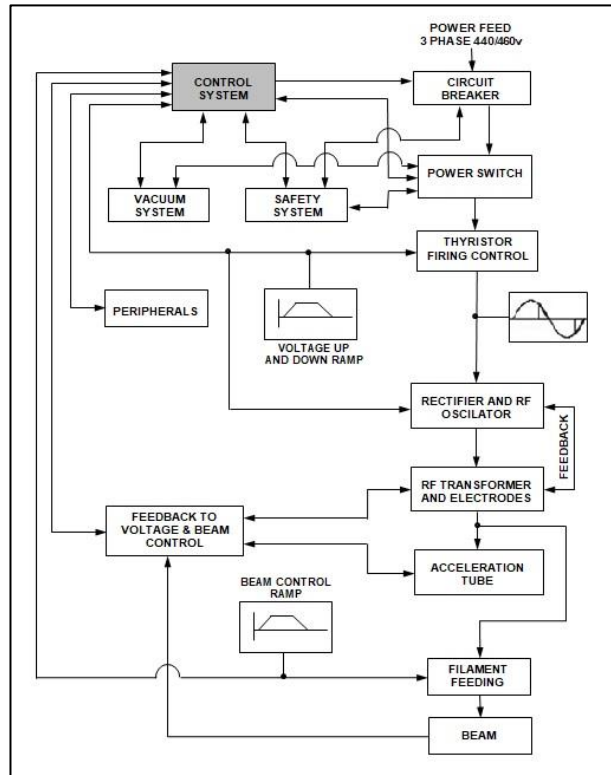 POWER FEED
3 PHASE 440/460v
CONTROL
SYSTEM
CIRCUIT
BREAKER
VACUUM
SYSTEM
SAFETY
SYSTEM
POWER SWITCH
THYRISTOR
FIRING CONTROL
PERIPHERALS
VOLTAGE UP
AND DOWN RAMP
RECTIFIER AND RF
OSCILATOR
FEEDBACK
RF TRANSFORMER
AND ELECTRODES
FEEDBACK TO
VOLTAGE & BEAM
CONTROL
ACCELERATION
TUBE
BEAM CONTROL
RAMP
FILAMENT
FEEDING
BEAM